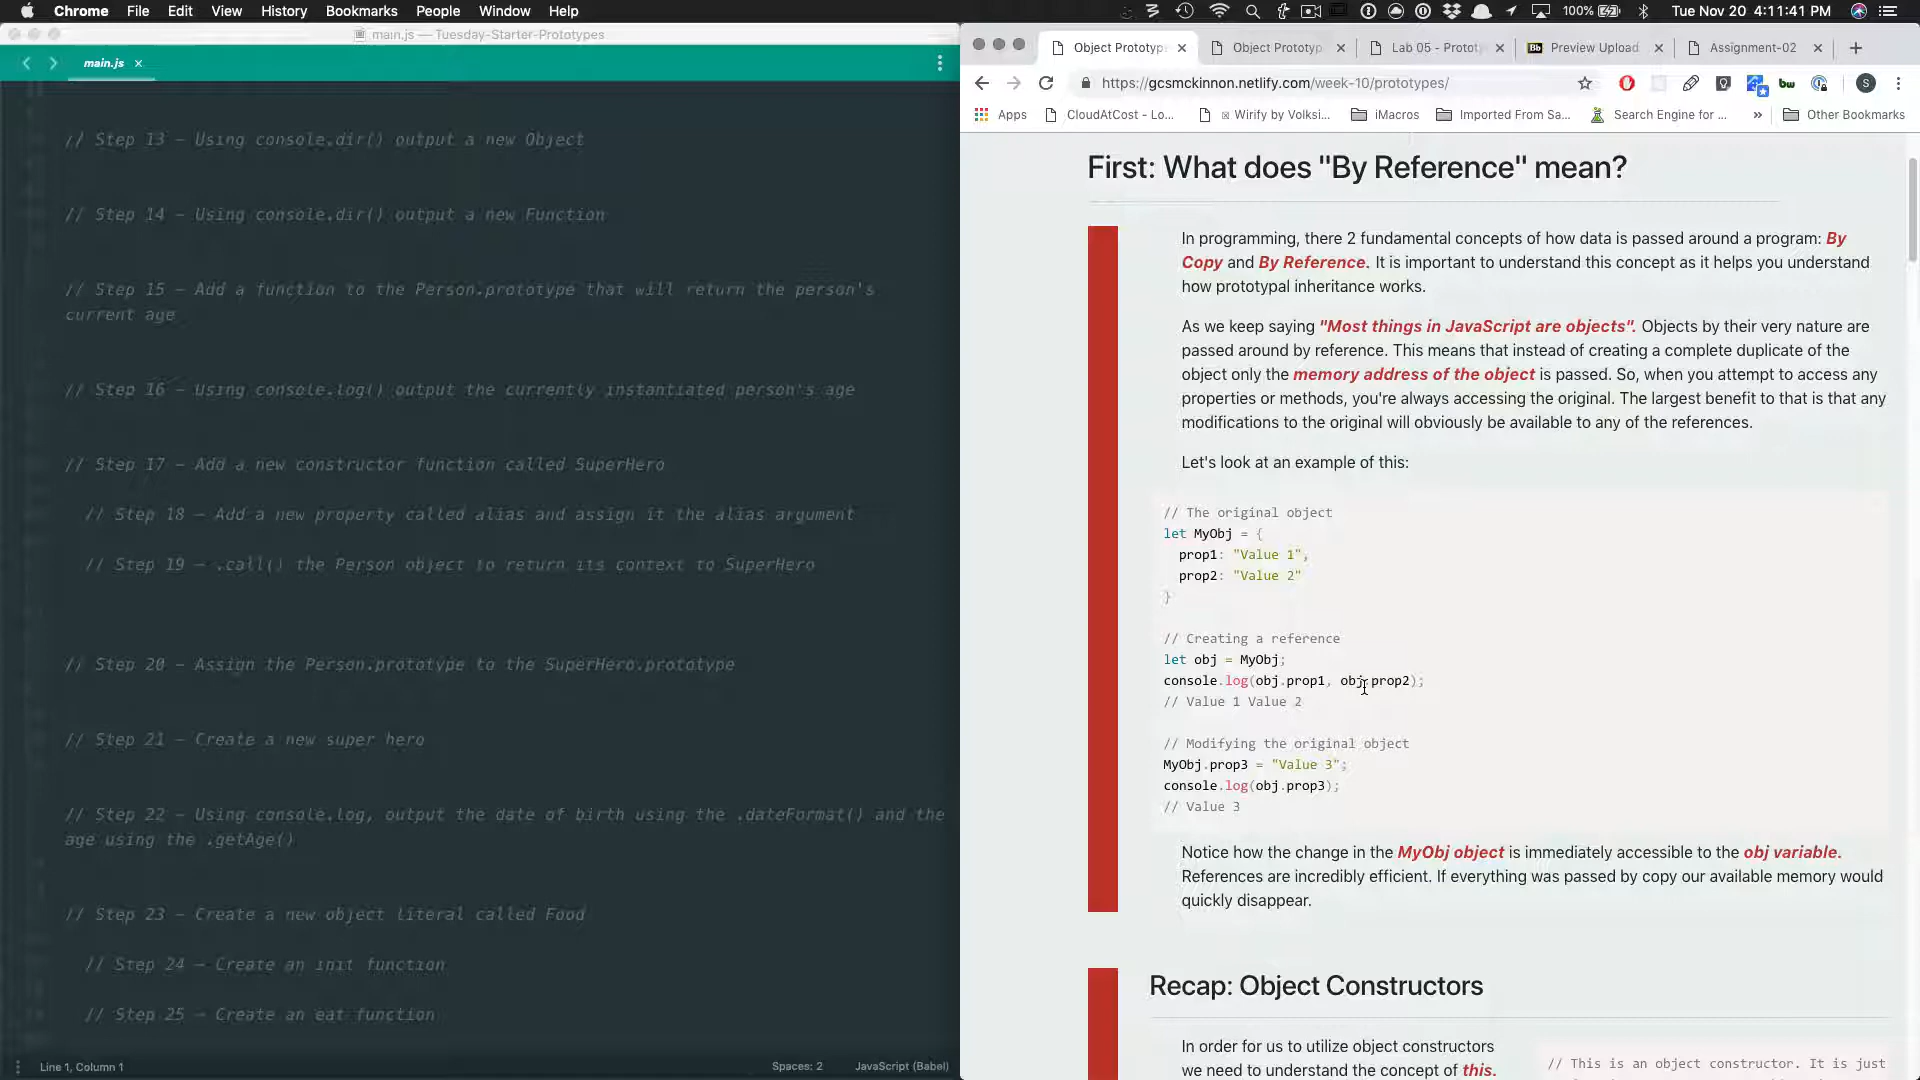 Chrome File Edit View History Bookmarks People Window Help
100% Tue Nov 20 4:11:41 PM
main.js — Tuesday-Starter-Prototypes
main.js ×
// Step 13 – Using console.dir() output a new Object
// Step 14 – Using console.dir() output a new Function
// Step 15 – Add a function to the Person.prototype that will return the person's
current age
// Step 16 – Using console.log() output the currently instantiated person's age
// Step 17 – Add a new constructor function called SuperHero
// Step 18 – Add a new property called alias and assign it the alias argument
// Step 19 – .call() the Person object to return its context to SuperHero
// Step 20 – Assign the Person.prototype to the SuperHero.prototype
// Step 21 – Create a new super hero
// Step 22 – Using console.log, output the date of birth using the .dateFormat() and the
age using the .getAge()
// Step 23 – Create a new object literal called Food
// Step 24 – Create an init function
// Step 25 – Create an eat function
Line 1, Column 1
Spaces: 2 JavaScript (Babel)
Object Prototype × Object Prototyp × Lab 05 - Protot × Bb Preview Upload × Assignment-02 ×
https://gcsmckinnon.netlify.com/week-10/prototypes/
bw S
Apps CloudAtCost - Lo... Wirify by Volksi... iMacros Imported From Sa... Search Engine for ... » Other Bookmarks
First: What does "By Reference" mean?
In programming, there 2 fundamental concepts of how data is passed around a program: By
Copy and By Reference. It is important to understand this concept as it helps you understand
how prototypal inheritance works.
As we keep saying "Most things in JavaScript are objects". Objects by their very nature are
passed around by reference. This means that instead of creating a complete duplicate of the
object only the memory address of the object is passed. So, when you attempt to access any
properties or methods, you're always accessing the original. The largest benefit to that is that any
modifications to the original will obviously be available to any of the references.
Let's look at an example of this:
// The original object
let MyObj = {
prop1: "Value 1",
prop2: "Value 2"
}
// Creating a reference
let obj = MyObj;
console.log(obj.prop1, obj.prop2);
// Value 1 Value 2
// Modifying the original object
MyObj.prop3 = "Value 3";
console.log(obj.prop3);
// Value 3
Notice how the change in the MyObj object is immediately accessible to the obj variable.
References are incredibly efficient. If everything was passed by copy our available memory would
quickly disappear.
Recap: Object Constructors
In order for us to utilize object constructors
we need to understand the concept of this.
// This is an object constructor. It is just